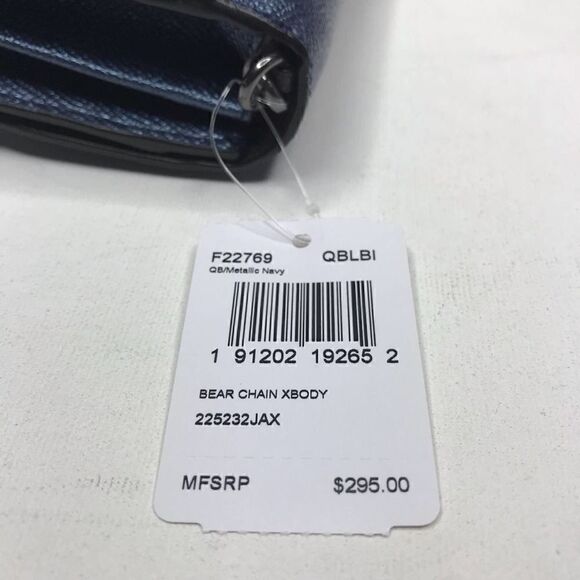 F22769 QBLBI
QB/Metallic Navy
1 91202 19265 2
BEAR CHAIN XBODY
225232JAX
MFSRP $295.00